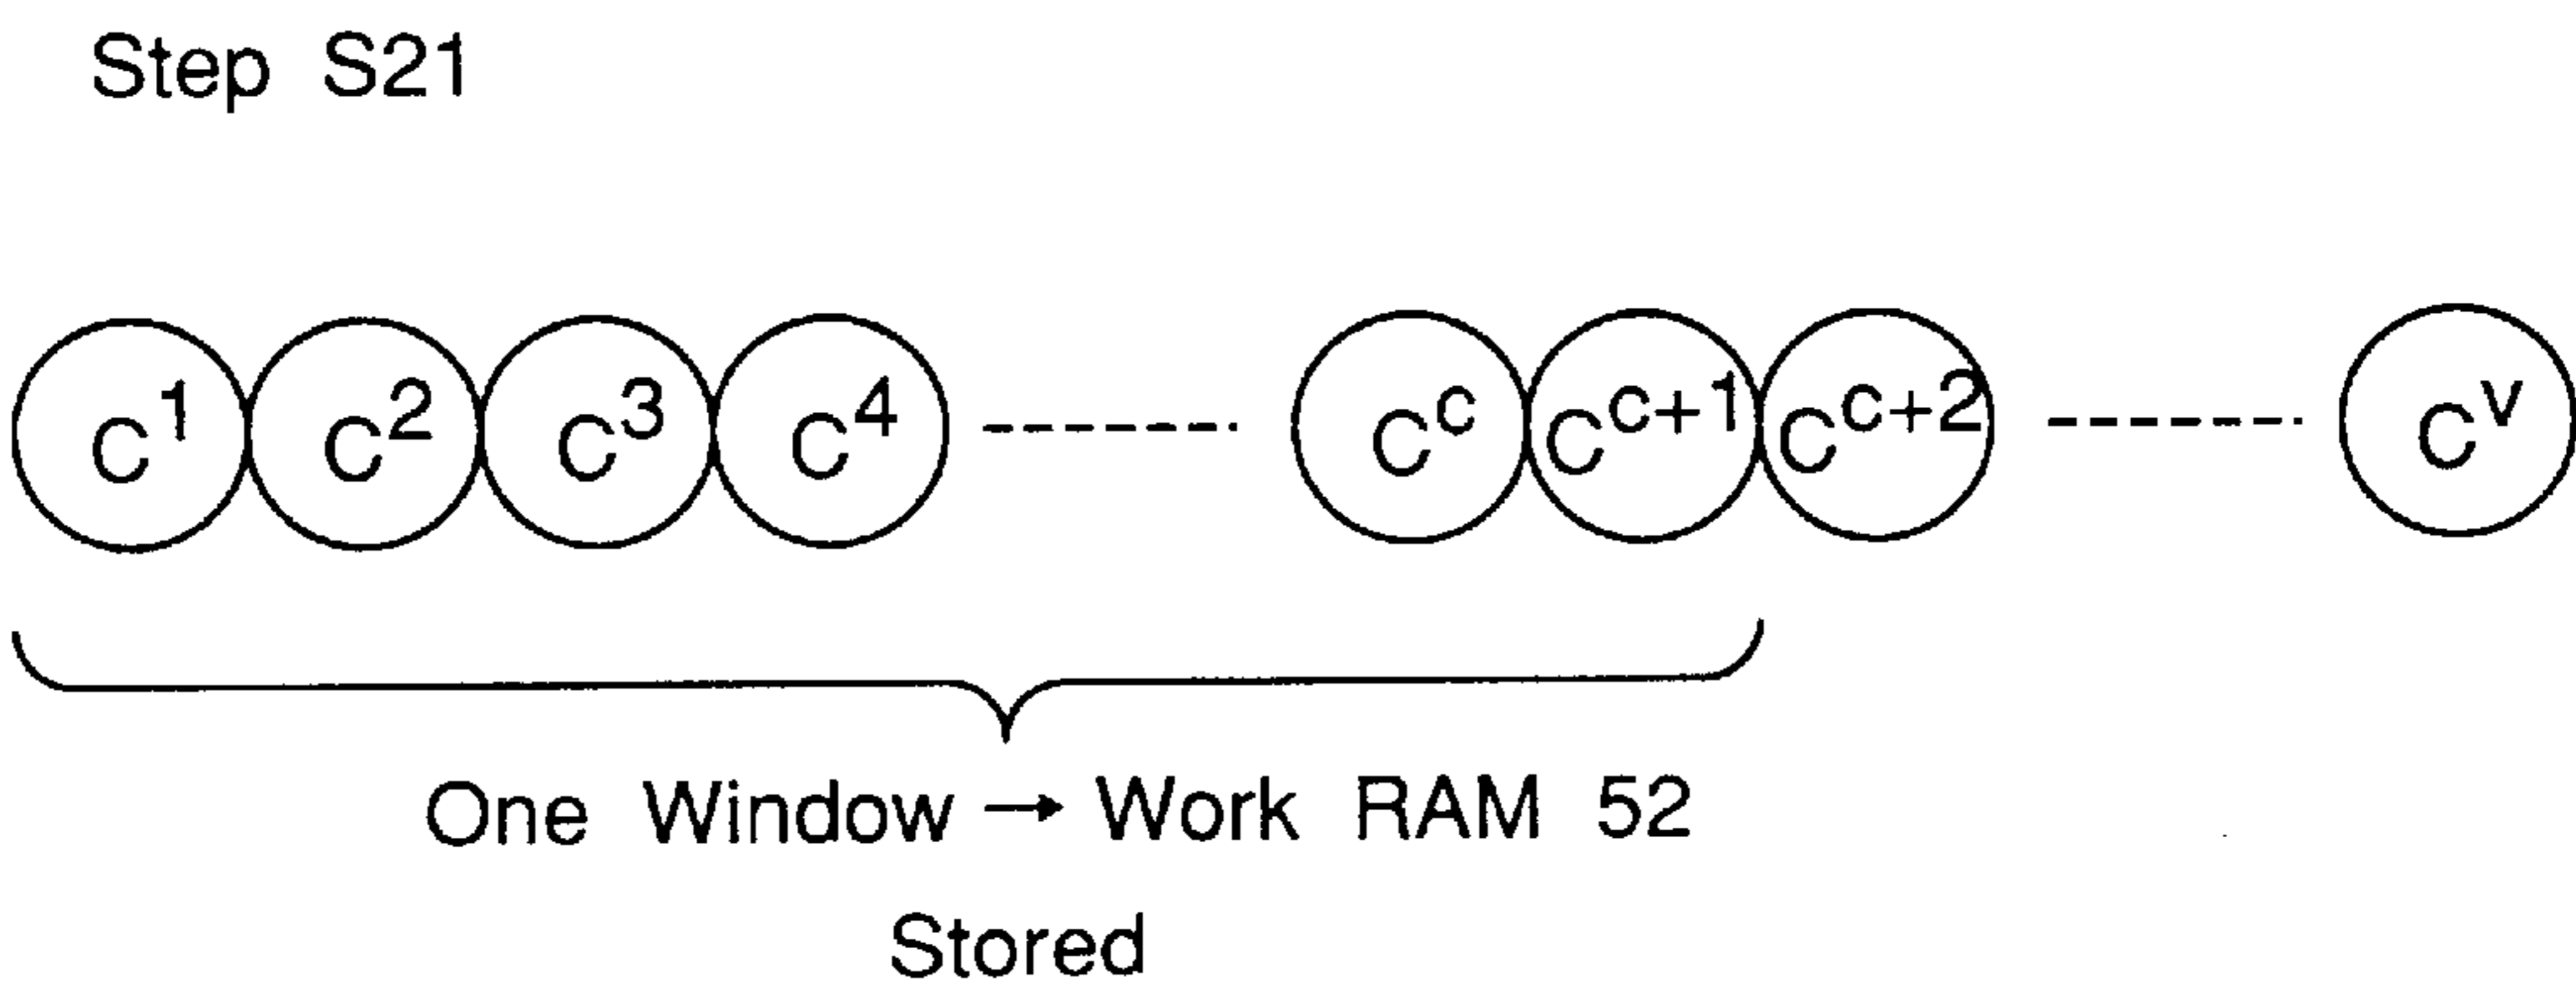 Step S21
C¹ C² C³ C⁴ ------- Cᶜ Cᶜ⁺¹ Cᶜ⁺² ------- Cⱽ
One Window → Work RAM 52
Stored